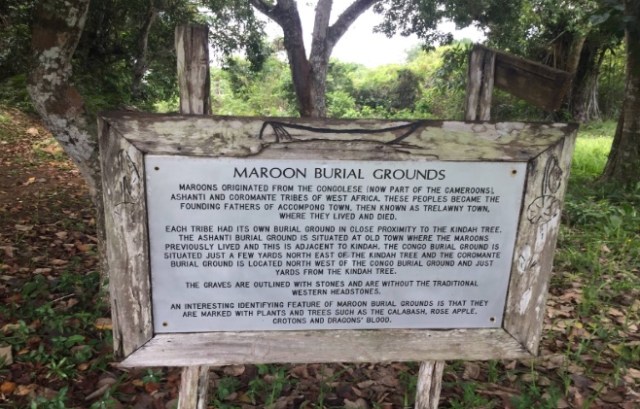 MAROON BURIAL GROUNDS
MAROONS ORIGINATED FROM THE CONGOLESE (NOW PART OF THE CAMEROONS),
ASHANTI AND COROMANTE TRIBES OF WEST AFRICA. THESE PEOPLES BECAME THE
FOUNDING FATHERS OF ACCOMPONG TOWN, THEN KNOWN AS TRELAWNY TOWN,
WHERE THEY LIVED AND DIED.
EACH TRIBE HAD ITS OWN BURIAL GROUND IN CLOSE PROXIMITY TO THE KINDAH TREE.
THE ASHANTI BURIAL GROUND IS SITUATED AT OLD TOWN WHERE THE MAROONS
PREVIOUSLY LIVED AND THIS IS ADJACENT TO KINDAH. THE CONGO BURIAL GROUND IS
SITUATED JUST A FEW YARDS NORTH EAST OF THE KINDAH TREE AND THE COROMANTE
BURIAL GROUND IS LOCATED NORTH WEST OF THE CONGO BURIAL GROUND AND JUST
YARDS FROM THE KINDAH TREE.
THE GRAVES ARE OUTLINED WITH STONES AND ARE WITHOUT THE TRADITIONAL
WESTERN HEADSTONES.
AN INTERESTING IDENTIFYING FEATURE OF MAROON BURIAL GROUNDS IS THAT THEY
ARE MARKED WITH PLANTS AND TREES SUCH AS THE CALABASH, ROSE APPLE,
CROTONS AND DRAGONS' BLOOD.